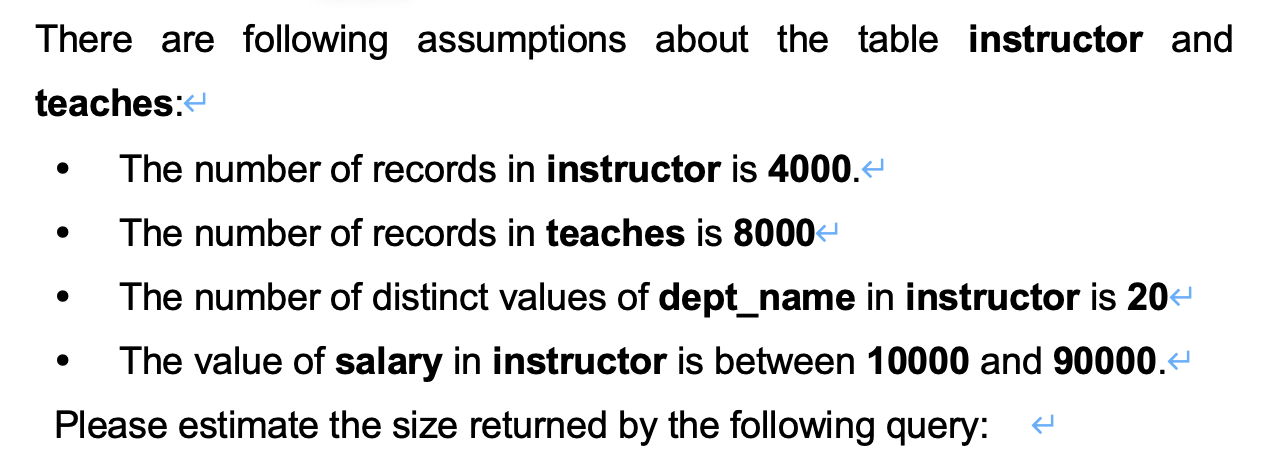 There are following assumptions about the table instructor and
teaches:↵
• The number of records in instructor is 4000.↵
• The number of records in teaches is 8000↵
• The number of distinct values of dept_name in instructor is 20↵
• The value of salary in instructor is between 10000 and 90000.↵
Please estimate the size returned by the following query: ↵